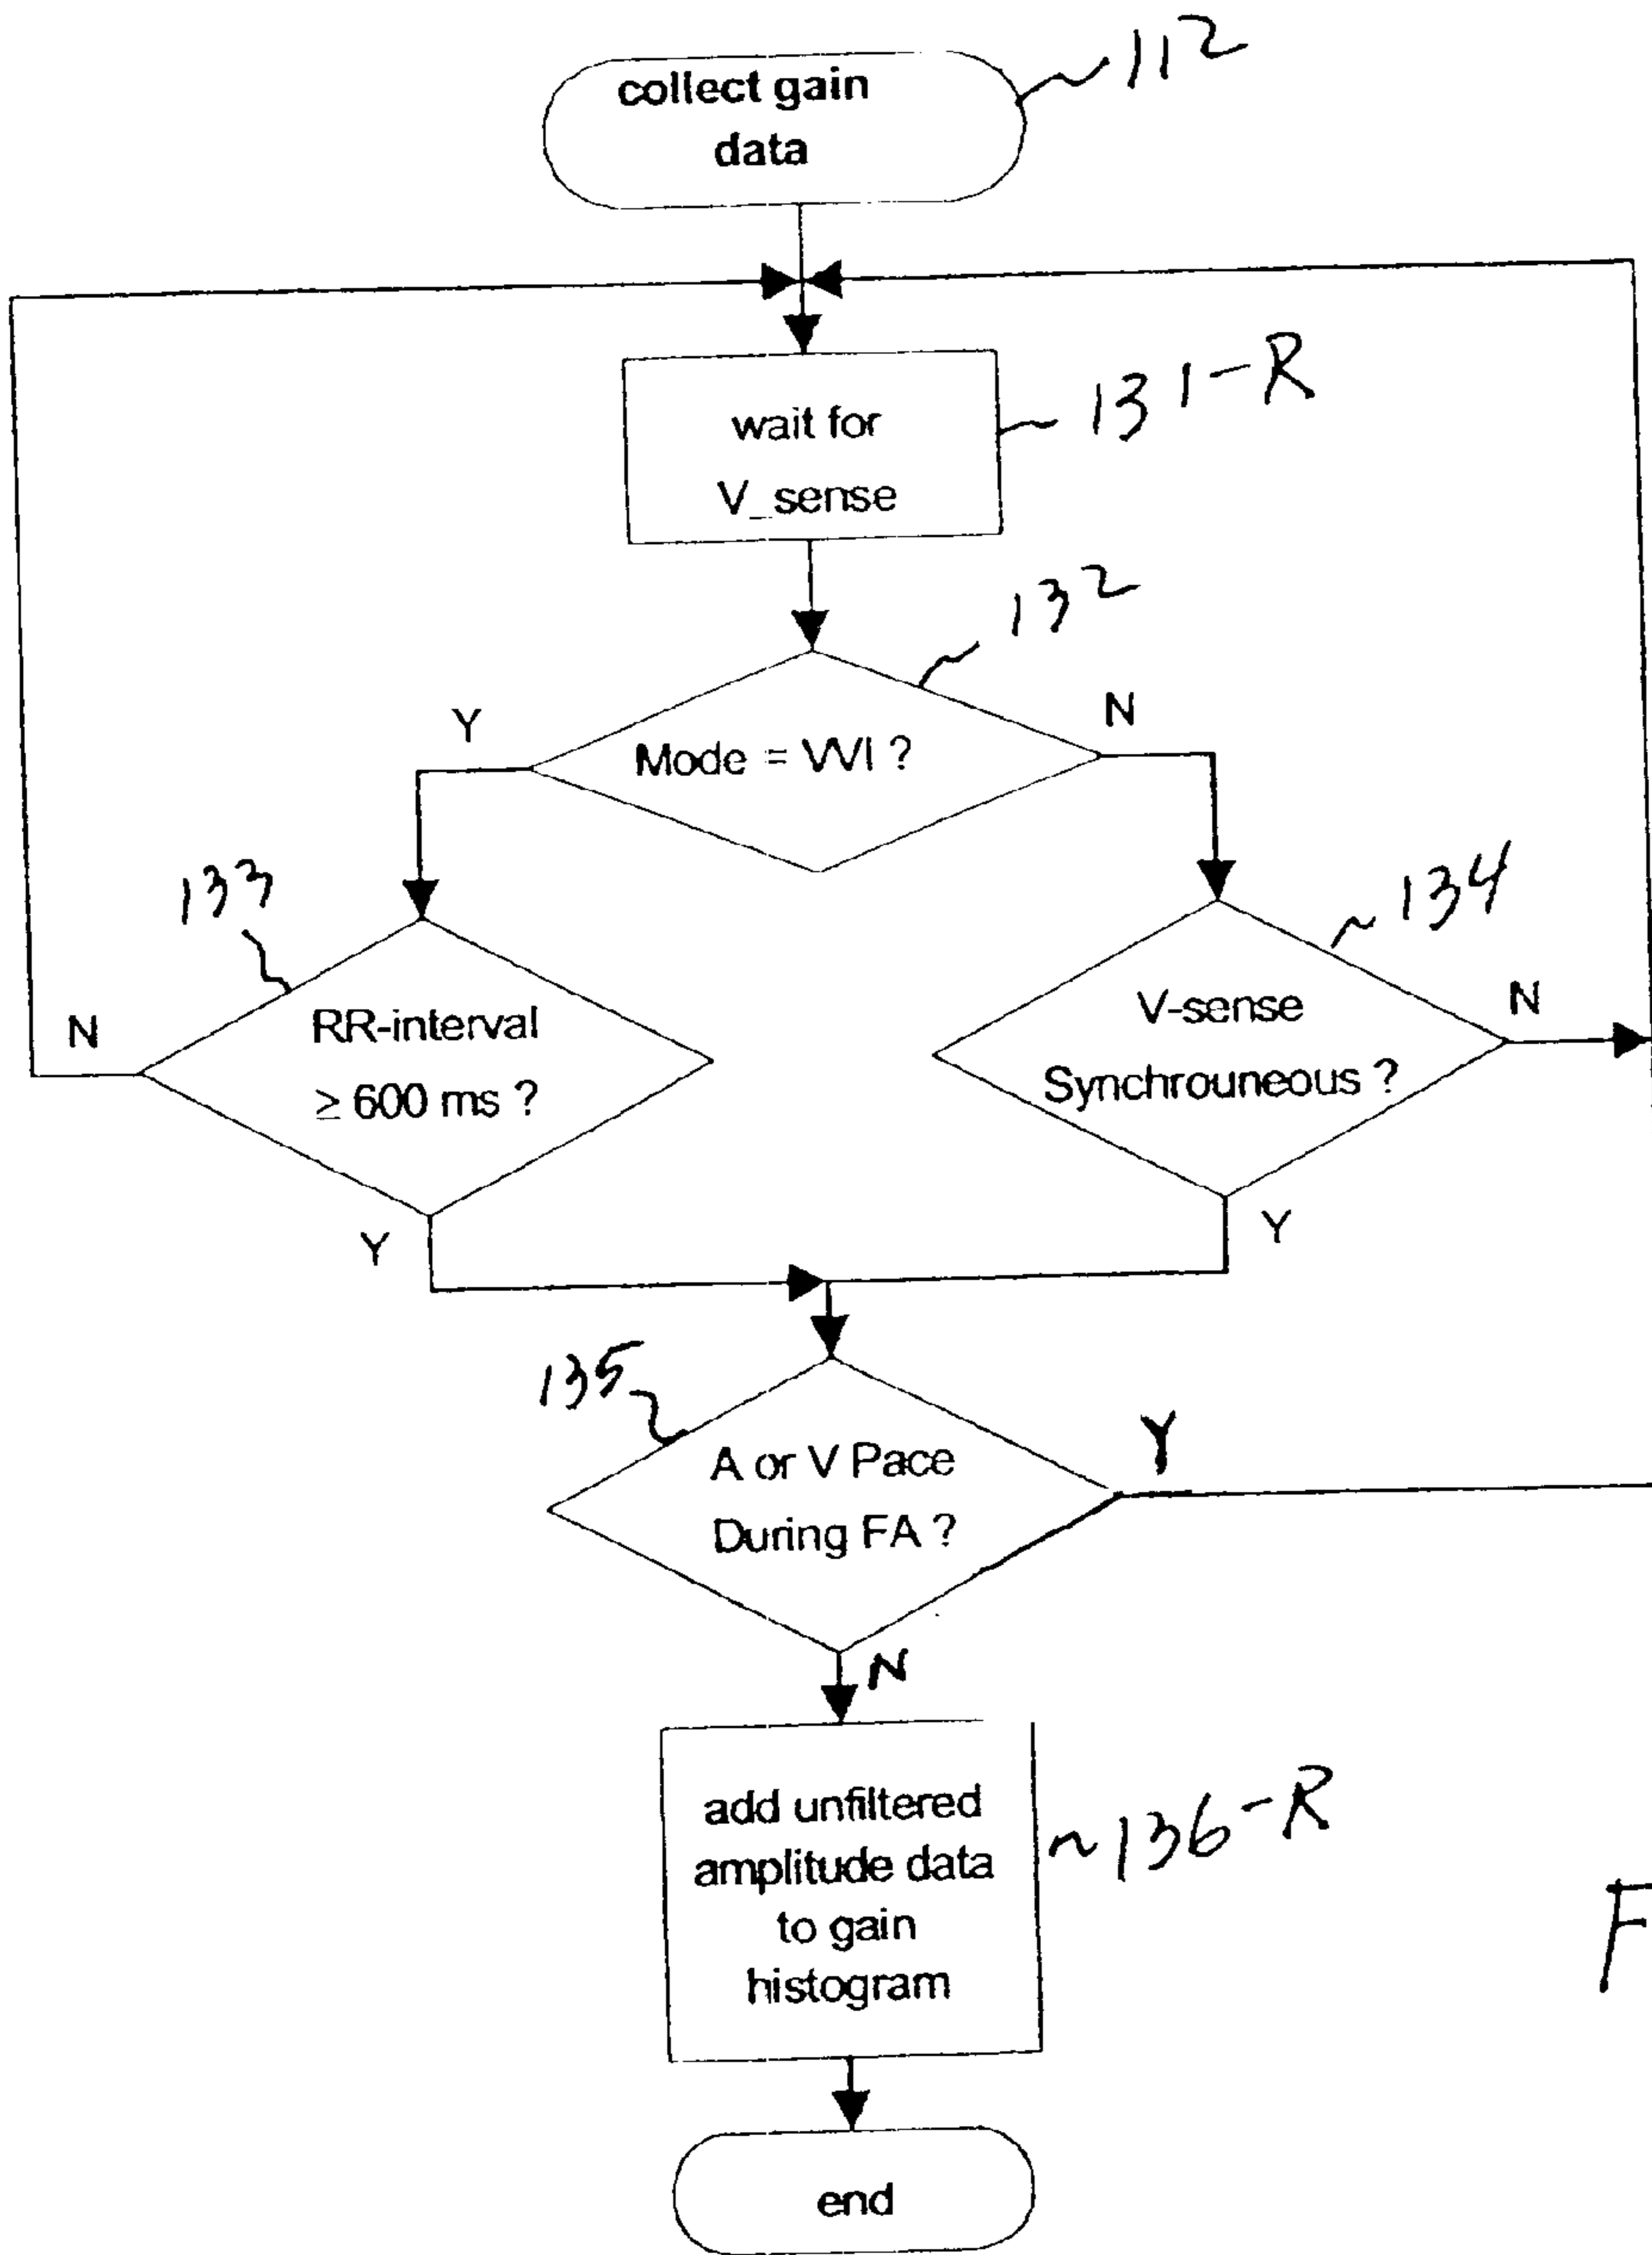 collect gain
data
112
wait for
V_sense
131-R
132
Y
N
Mode = VVI ?
133
134
N
RR-interval
≥ 600 ms ?
V-sense
Synchrouneous ?
N
Y
Y
135
A or V Pace
During FA ?
Y
N
add unfiltered
amplitude data
to gain
histogram
136-R
F
end